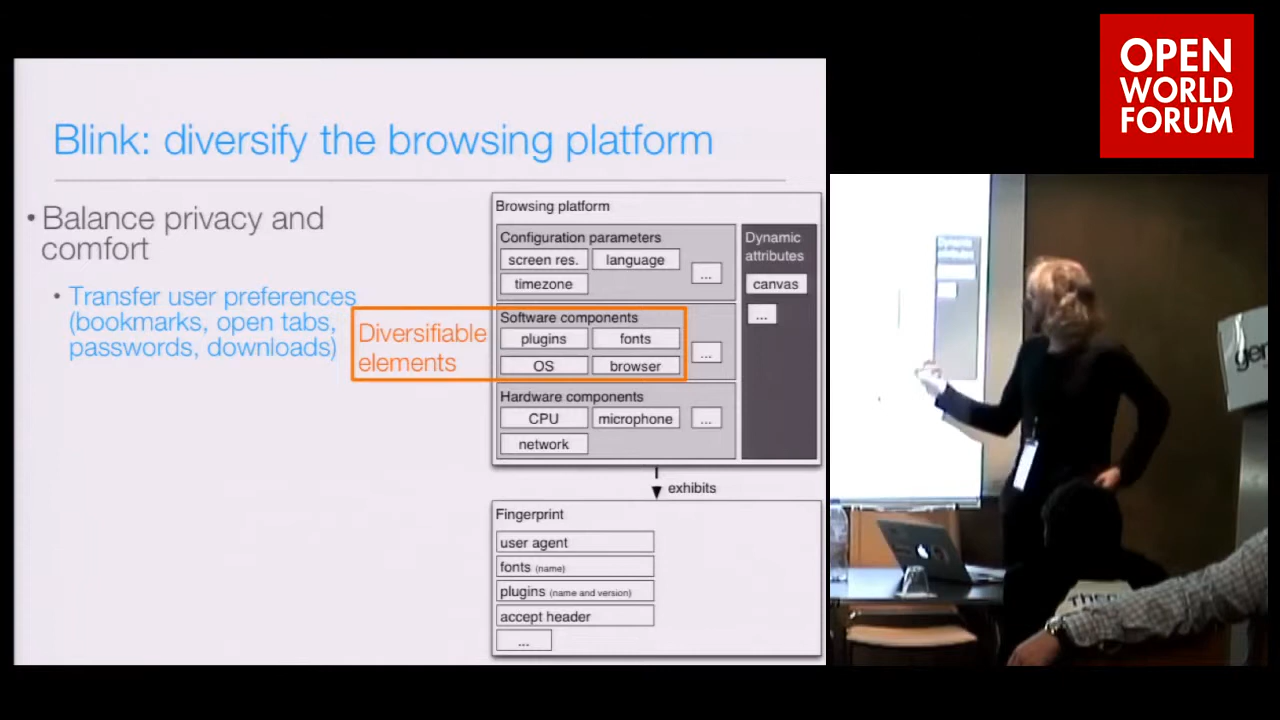 OPEN
WORLD
FORUM
Blink: diversify the browsing platform
• Balance privacy and
comfort
• Transfer user preferences
(bookmarks, open tabs,
passwords, downloads)
Diversifiable
elements
Browsing platform
Configuration parameters
screen res.
language
timezone
...
Dynamic
attributes
canvas
...
Software components
plugins
fonts
OS
browser
...
Hardware components
CPU
microphone
network
...
exhibits
Fingerprint
user agent
fonts (name)
plugins (name and version)
accept header
...